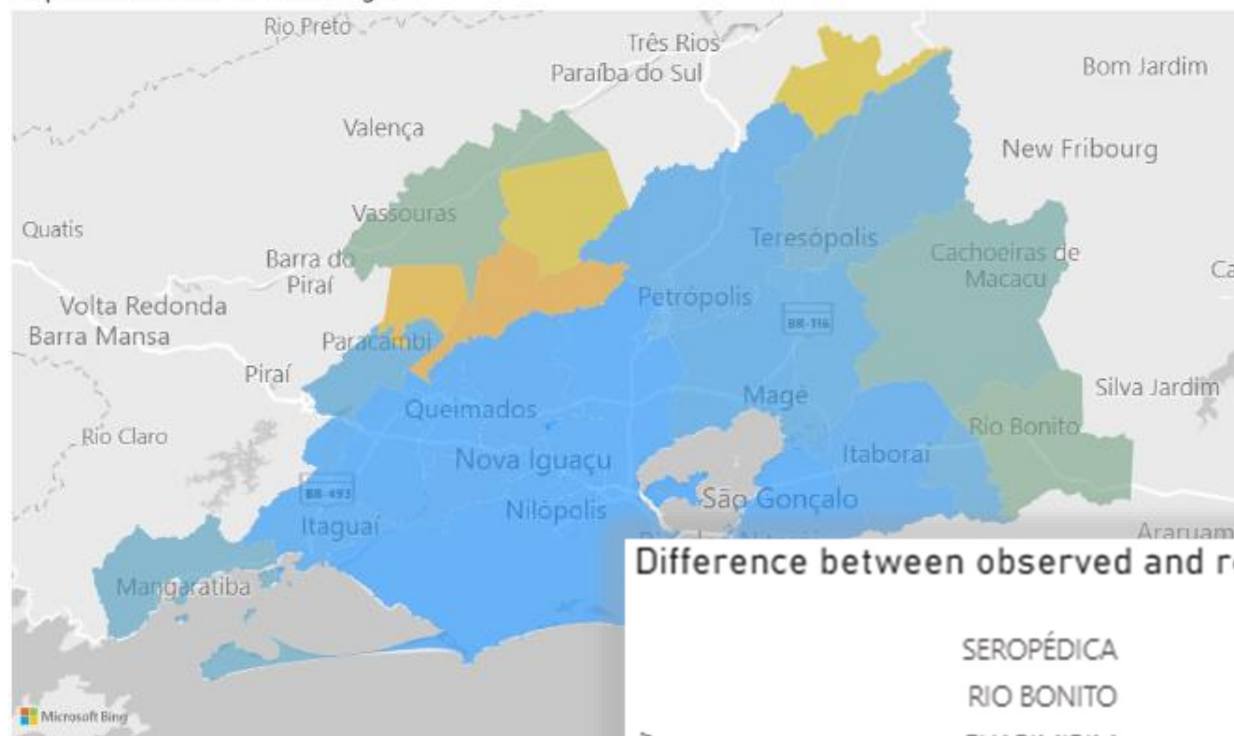 Rio Preto
Três Rios
Paraíba do Sul
Bom Jardim
Valença
New Fribourg
Vassouras
Quatis
Teresópolis
Cachoeiras de
Macacu
Barra do
Piraí
Petrópolis
Volta Redonda
BR-116
Barra Mansa
Paracambi
Piraí
Silva Jardim
Magé
Queimados
Rio Bonito
Rio Claro
Itaboraí
Nova Iguaçu
BR-493
São Gonçalo
Nilópolis
Itaguaí
Araruam
Difference between observed and r
Mangaratiba
SEROPÉDICA
RIO BONITO
Microsoft Bing